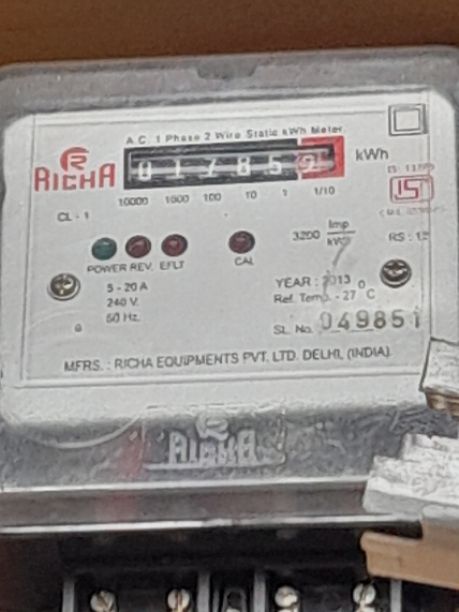 A.C. 1 Phase 2 Wire Static kWh Meter
RICHA
01785
kWh
10000 1000 100 10 1 1/10
CL - 1
3200 Imp
POWER REV. EFLT
CAL
5 - 20 A
240 V.
50 Hz.
YEAR : 2013
Ref. Temp. - 27 °C
SL. No. 049851
MFRS. : RICHA EQUIPMENTS PVT. LTD. DELHI, (INDIA)
RICHA